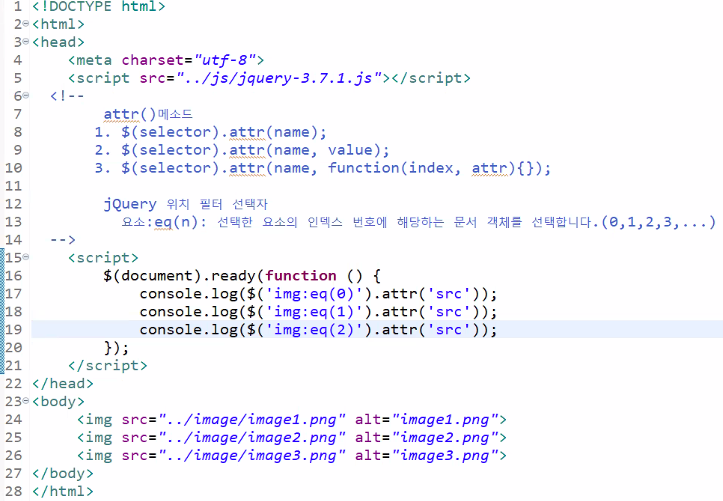 1 <!DOCTYPE html>
2 <html>
3 <head>
4     <meta charset="utf-8">
5     <script src="../js/jquery-3.7.1.js"></script>
6   <!--
7         attr()메소드
8        1. $(selector).attr(name);
9        2. $(selector).attr(name, value);
10       3. $(selector).attr(name, function(index, attr){});
11
12        jQuery 위치 필터 선택자
13          요소:eq(n): 선택한 요소의 인덱스 번호에 해당하는 문서 객체를 선택합니다.(0,1,2,3,...)
14  -->
15    <script>
16        $(document).ready(function () {
17            console.log($('img:eq(0)').attr('src'));
18            console.log($('img:eq(1)').attr('src'));
19            console.log($('img:eq(2)').attr('src'));
20        });
21    </script>
22 </head>
23 <body>
24     <img src="../image/image1.png" alt="image1.png">
25     <img src="../image/image2.png" alt="image2.png">
26     <img src="../image/image3.png" alt="image3.png">
27 </body>
28 </html>